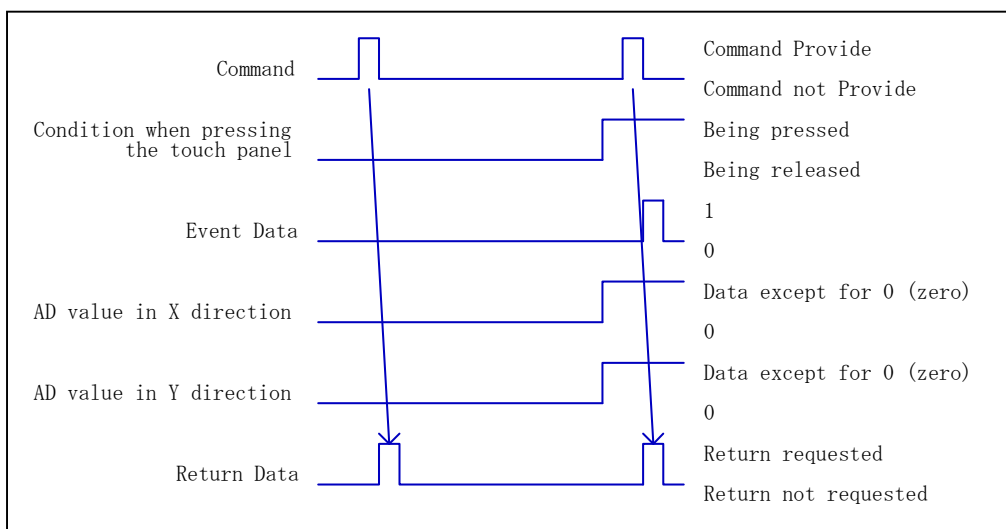 Command
Command Provide
Command not Provide
Condition when pressing
the touch panel
Being pressed
Being released
Event Data
1
0
AD value in X direction
Data except for 0 (zero)
0
AD value in Y direction
Data except for 0 (zero)
0
Return Data
Return requested
Return not requested